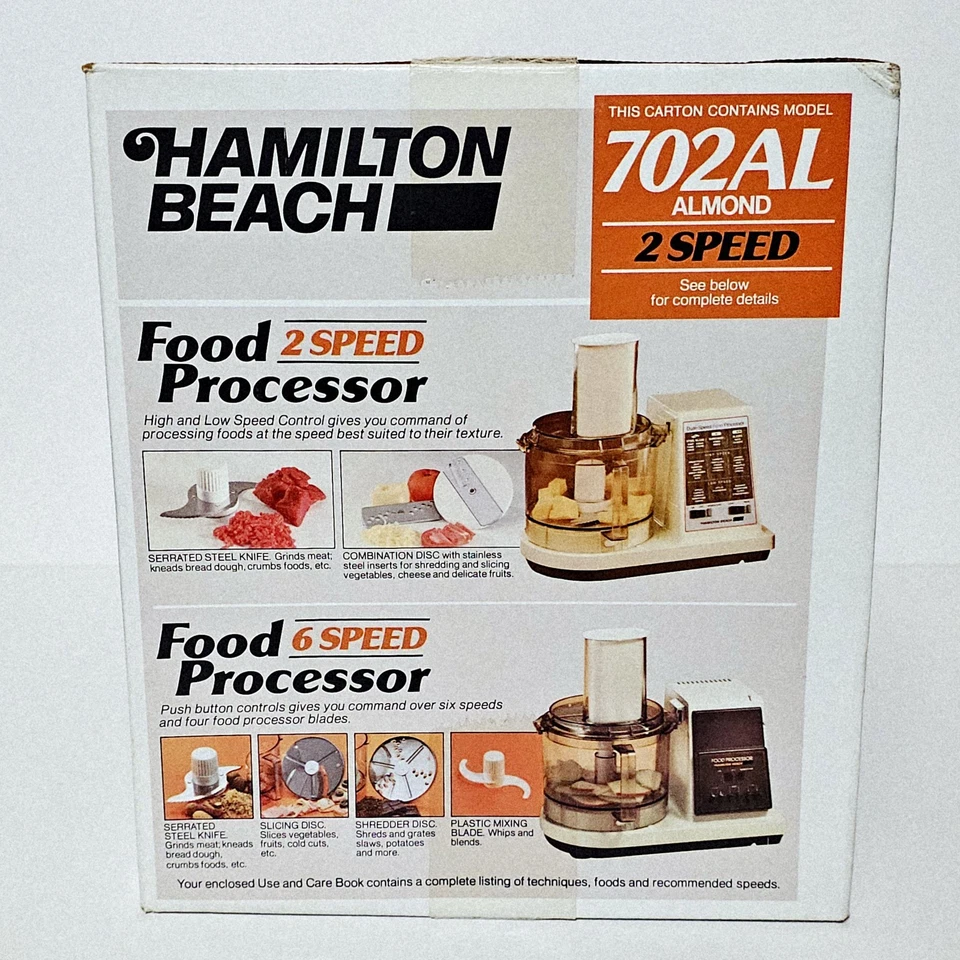 HAMILTON
BEACH
THIS CARTON CONTAINS MODEL
702AL
ALMOND
2 SPEED
See below
for complete details
Food 2 SPEED
Processor
High and Low Speed Control gives you command of
processing foods at the speed best suited to their texture.
SERRATED STEEL KNIFE. Grinds meat;
kneads bread dough, crumbs foods, etc.
COMBINATION DISC with stainless
steel inserts for shredding and slicing
vegetables, cheese and delicate fruits.
Food 6 SPEED
Processor
Push button controls gives you command over six speeds
and four food processor blades.
SERRATED
STEEL KNIFE.
Grinds meat; kneads
bread dough,
crumbs foods, etc.
SLICING DISC.
Slices vegetables,
fruits, cold cuts,
etc.
SHREDDER DISC.
Shreds and grates
slaws, potatoes
and more.
PLASTIC MIXING
BLADE. Whips and
blends.
FOOD PROCESSOR
Your enclosed Use and Care Book contains a complete listing of techniques, foods and recommended speeds.